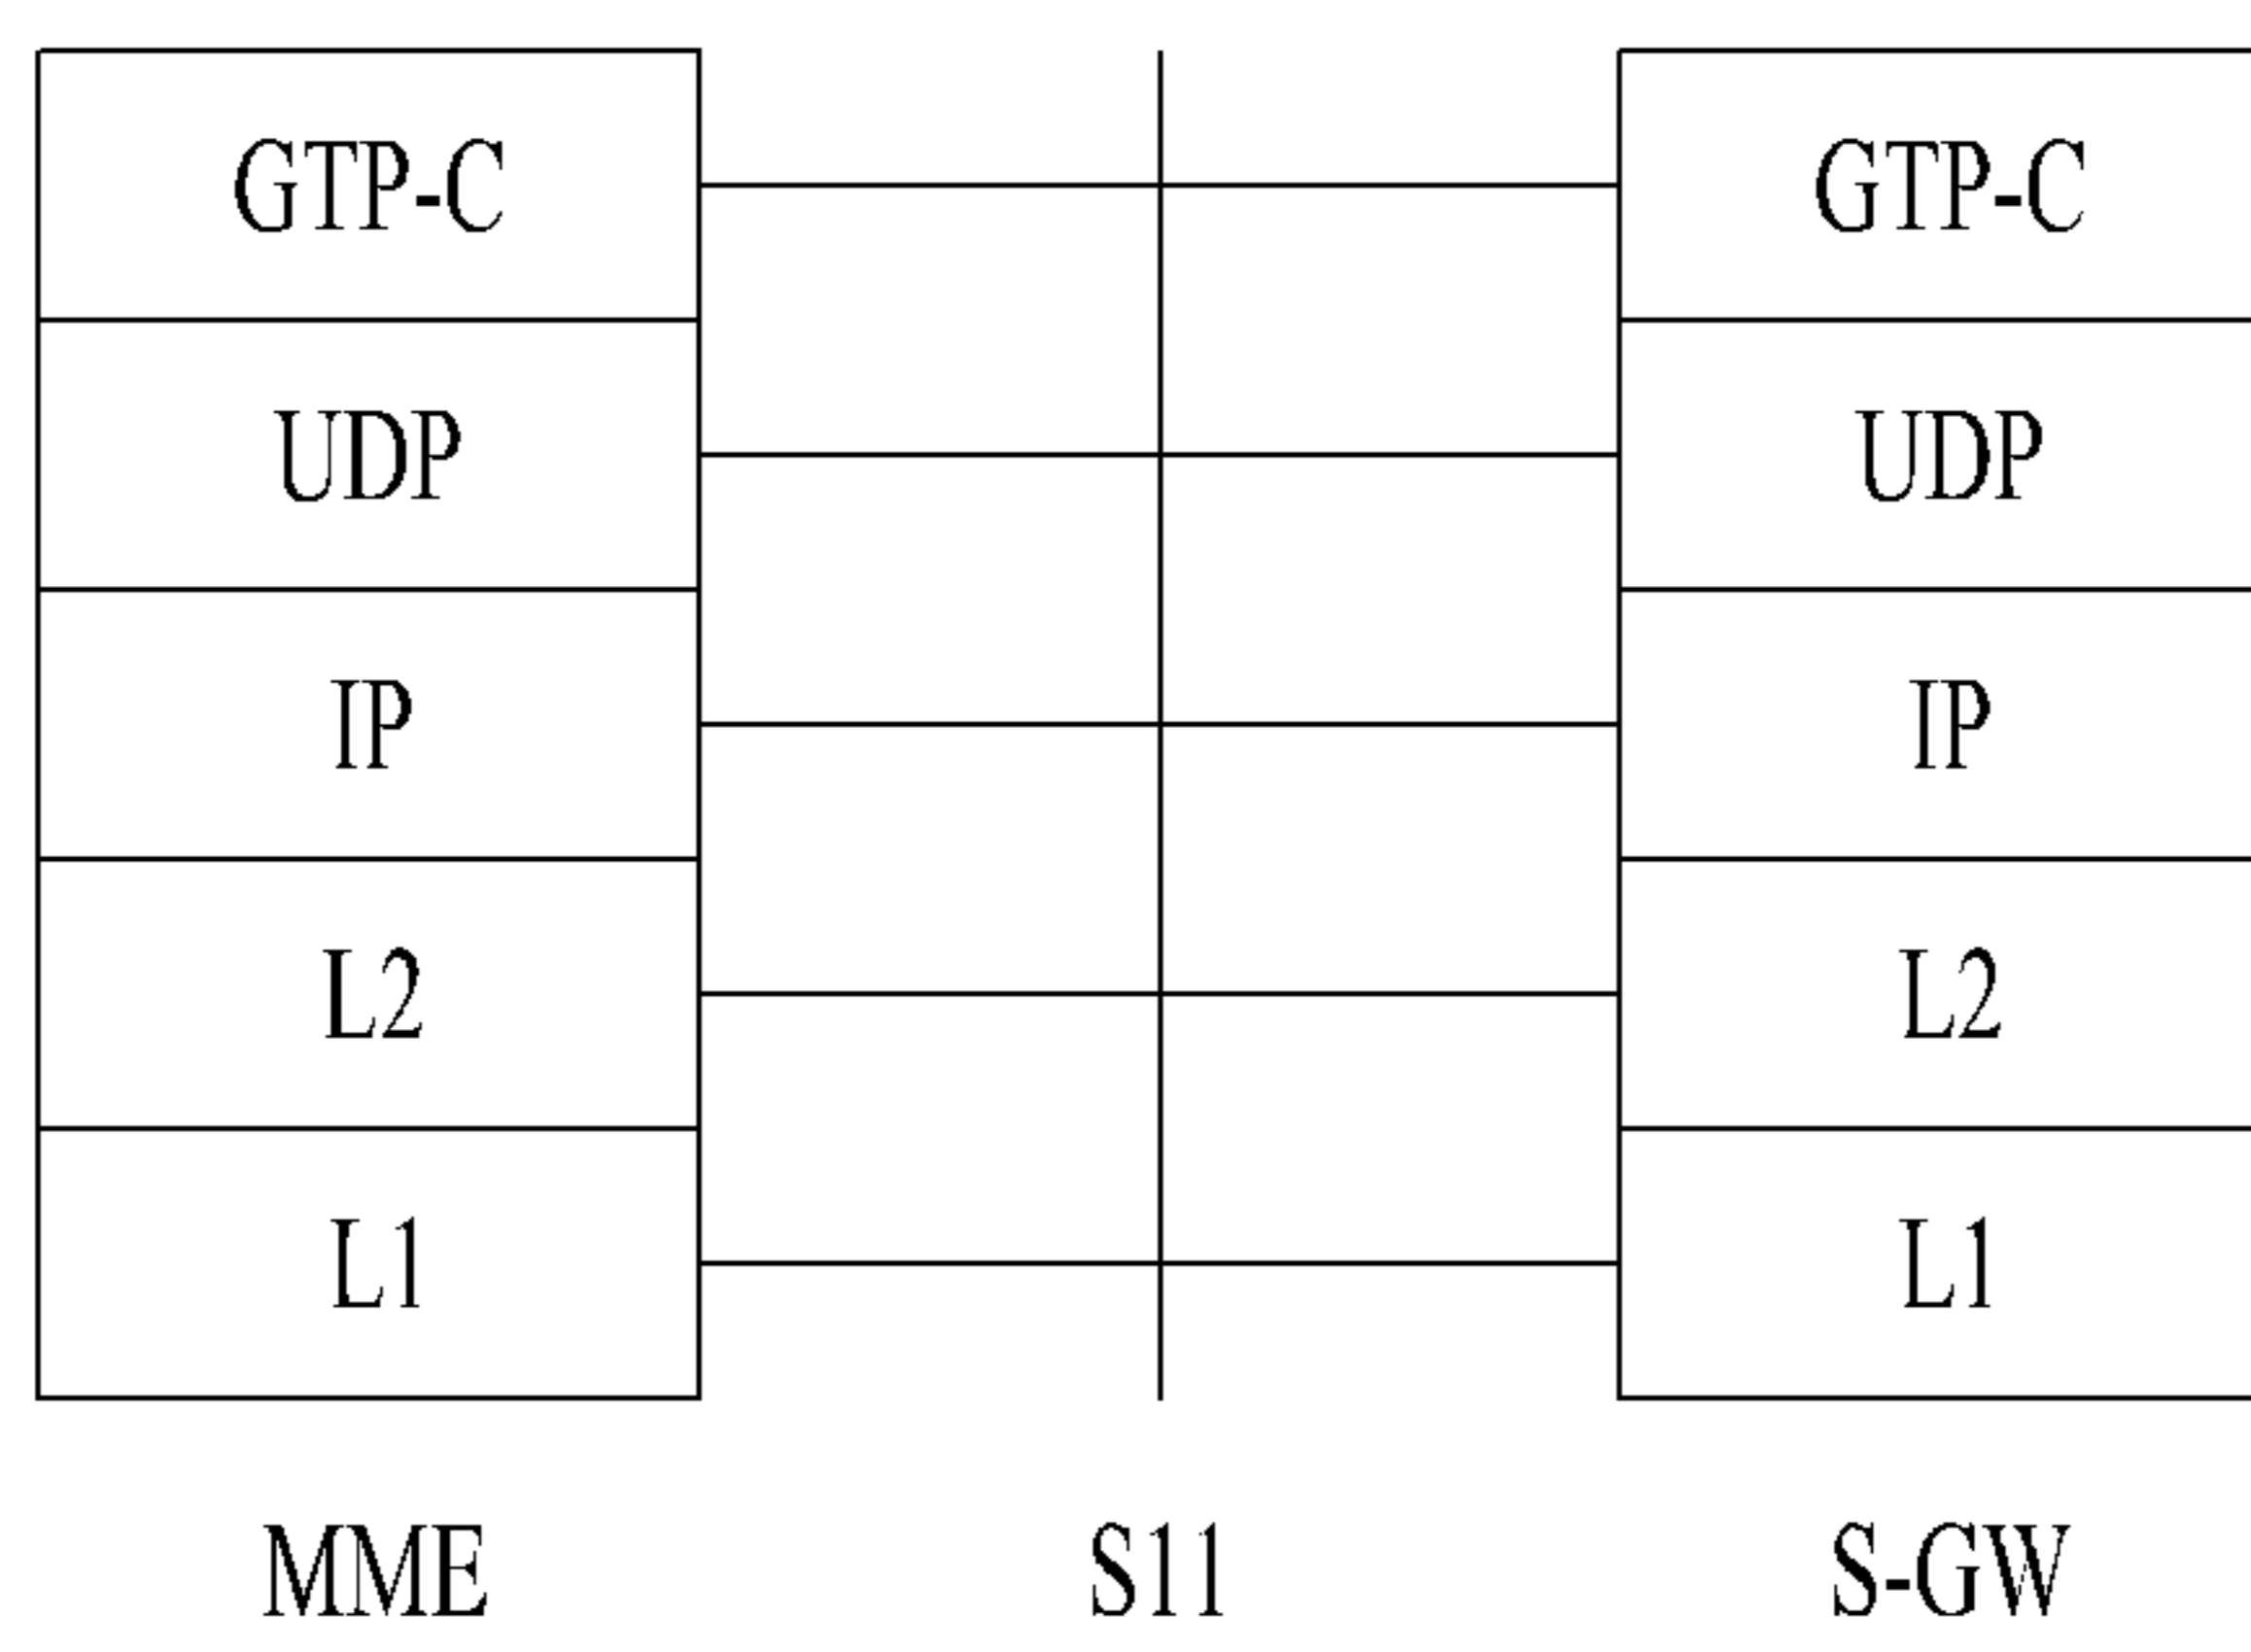 GTP-C GTP-C
UDP UDP
IP IP
L2 L2
L1 L1
MME S11 S-GW